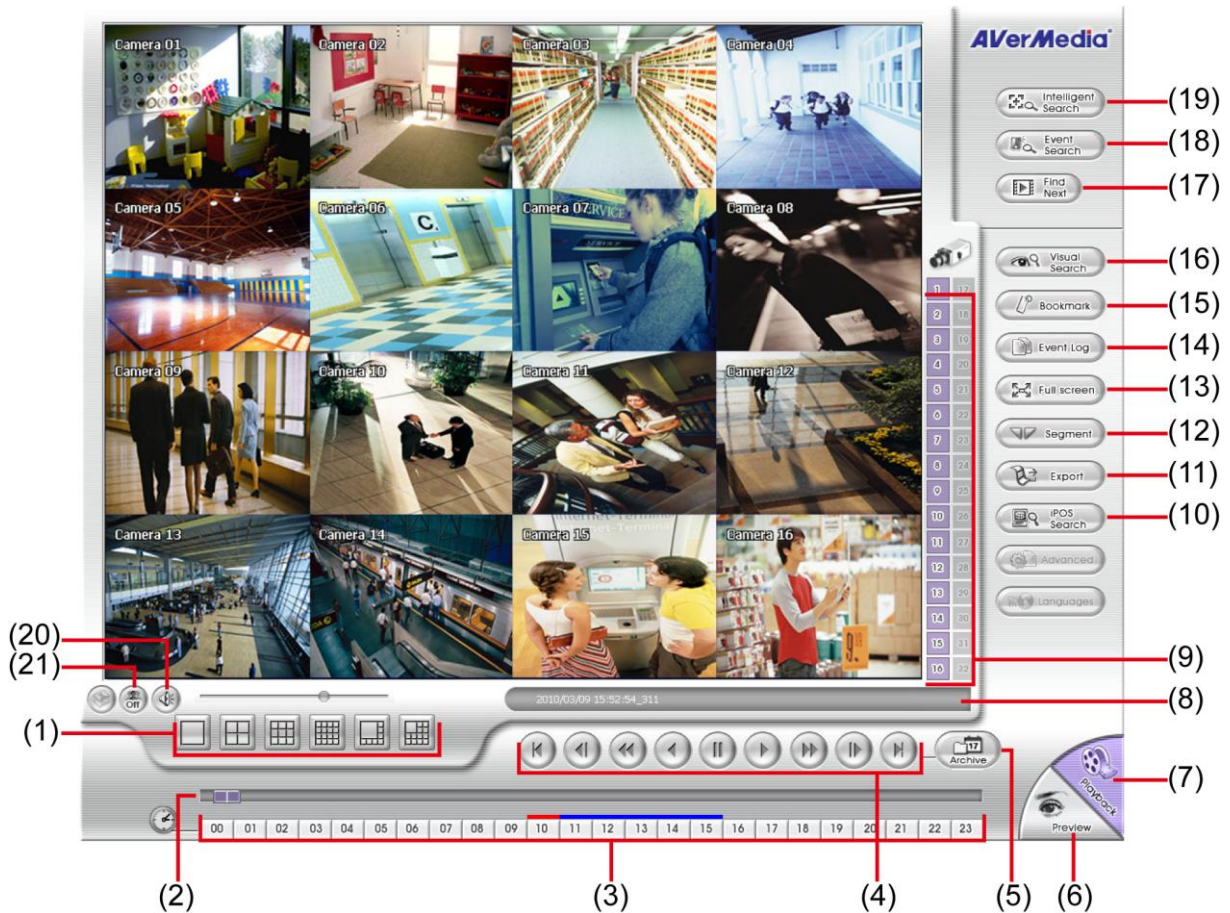 AVerMedia
Camera 01
Camera 02
Camera 03
Camera 04
Intelligent Search
(19)
Event Search
(18)
Find Next
(17)
Camera 05
Camera 06
Camera 07
SERVICE
Camera 08
C.
Visual Search
(16)
1 17
Bookmark
(15)
2 18
3 19
Event Log
(14)
4 20
Camera 09
Camera 10
Camera 11
Camera 12
5 21
Full screen
(13)
6 22
7 23
Segment
(12)
8 24
9 25
Export
(11)
10 26
iPOS Search
(10)
11 27
Camera 13
Camera 14
Camera 15
Camera 16
Internet-Terminal
12 28
Advanced
13 29
Languages
14 30
15 31
16 32
(9)
(20)
(21)
Off
2010/03/09 15:52:54_311
(8)
(1)
17
Archive
Playback
(7)
Preview
00 01 02 03 04 05 06 07 08 09 10 11 12 13 14 15 16 17 18 19 20 21 22 23
(2)
(3)
(4)
(5)
(6)